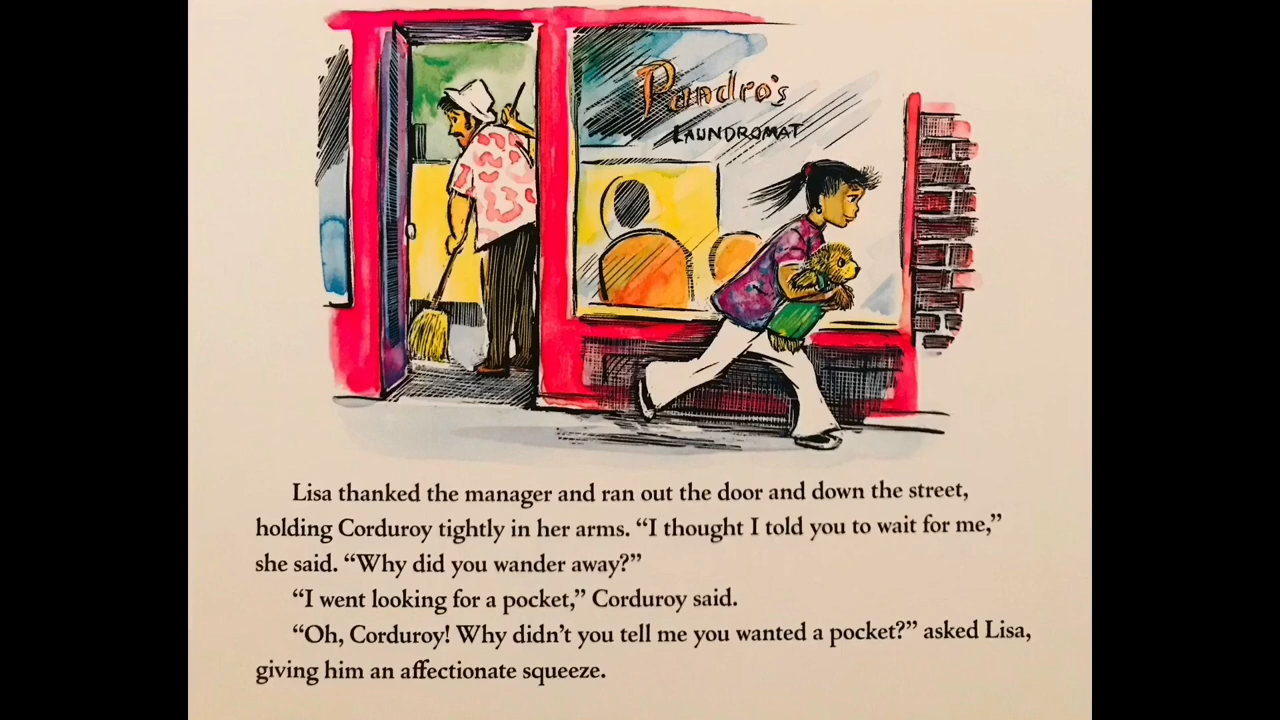 Pandro's
LAUNDROMAT
Lisa thanked the manager and ran out the door and down the street,
holding Corduroy tightly in her arms. “I thought I told you to wait for me,”
she said. “Why did you wander away?”
“I went looking for a pocket,” Corduroy said.
“Oh, Corduroy! Why didn’t you tell me you wanted a pocket?” asked Lisa,
giving him an affectionate squeeze.